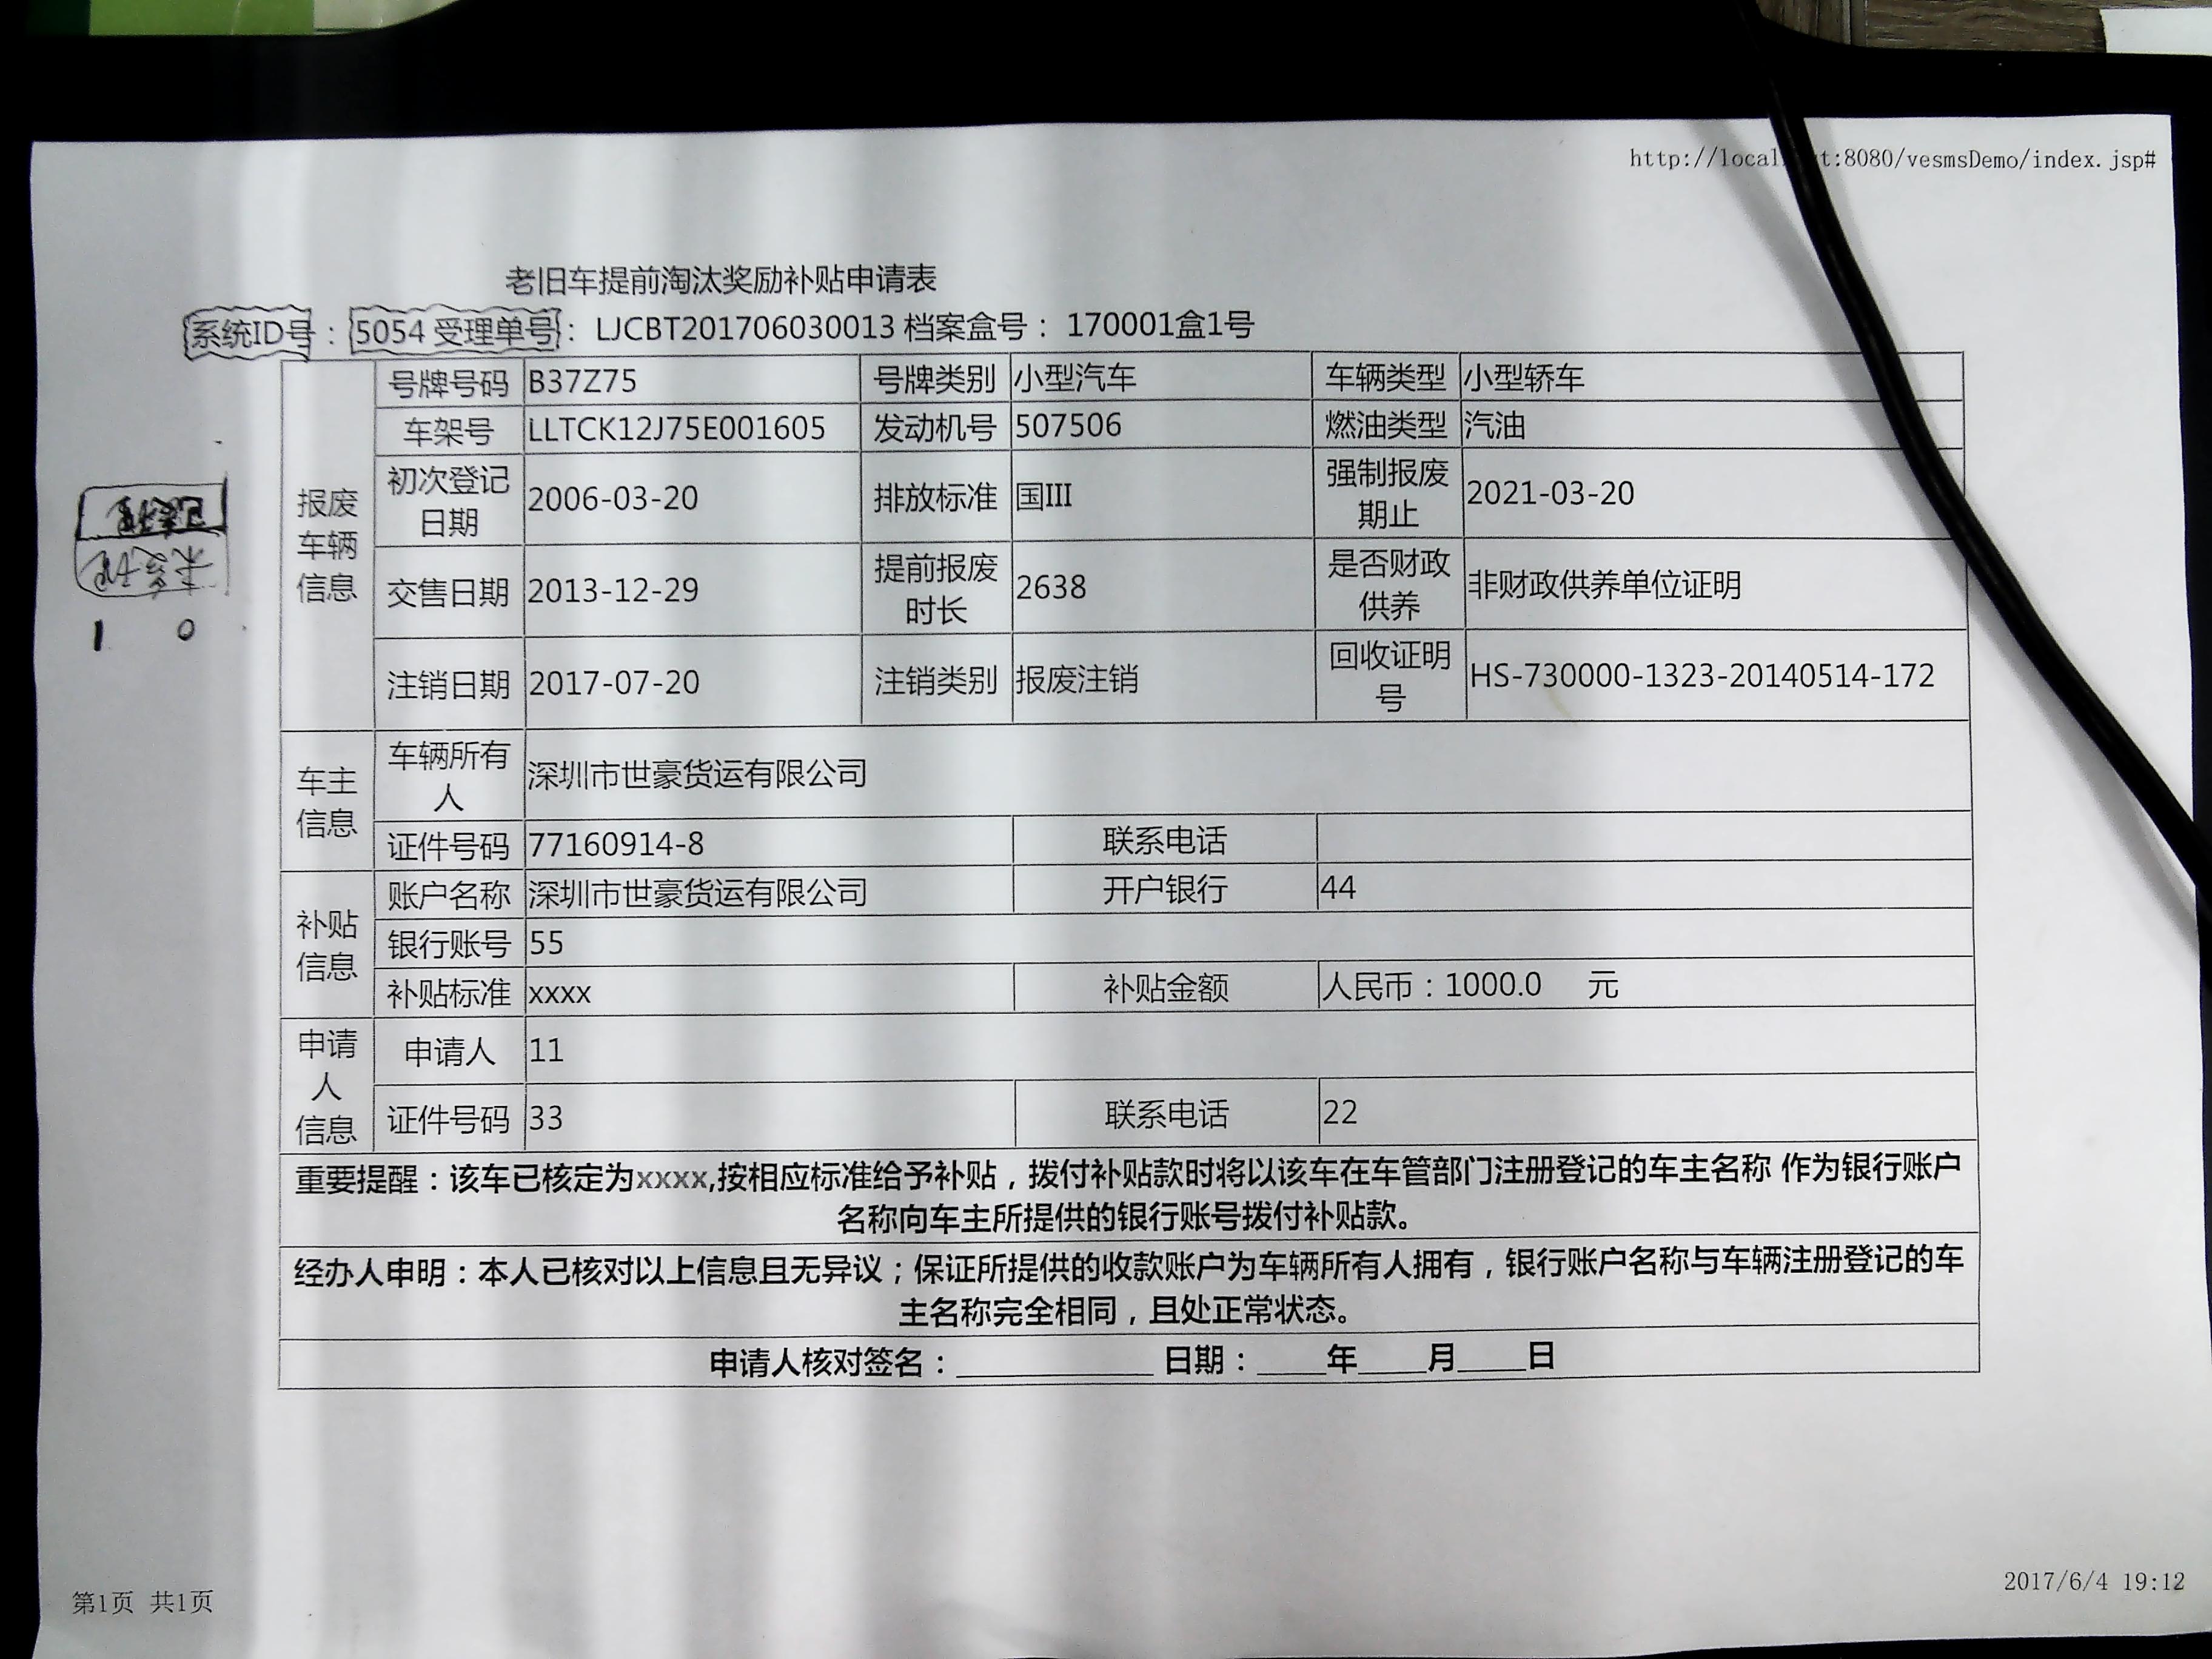 http://local t:8080/vesmsDemo/index.jsp#
老旧车提前淘汰奖励补贴申请表
系统ID号：5054 受理单号：LJCBT201706030013 档案盒号：170001盒1号
报废车辆信息
号牌号码 B37Z75 号牌类别 小型汽车 车辆类型 小型轿车
车架号 LLTCK12J75E001605 发动机号 507506 燃油类型 汽油
初次登记日期 2006-03-20 排放标准 国III 强制报废期止 2021-03-20
交售日期 2013-12-29 提前报废时长 2638 是否财政供养 非财政供养单位证明
注销日期 2017-07-20 注销类别 报废注销 回收证明号 HS-730000-1323-20140514-172
车主信息
车辆所有人 深圳市世豪货运有限公司
证件号码 77160914-8 联系电话
补贴信息
账户名称 深圳市世豪货运有限公司 开户银行 44
银行账号 55
补贴标准 xxxx 补贴金额 人民币：1000.0 元
申请人信息
申请人 11
证件号码 33 联系电话 22
重要提醒：该车已核定为xxxx,按相应标准给予补贴，拨付补贴款时将以该车在车管部门注册登记的车主名称 作为银行账户
名称向车主所提供的银行账号拨付补贴款。
经办人申明：本人已核对以上信息且无异议；保证所提供的收款账户为车辆所有人拥有，银行账户名称与车辆注册登记的车
主名称完全相同，且处正常状态。
申请人核对签名：____________ 日期：____年____月____日
1 0
第1页 共1页
2017/6/4 19:12